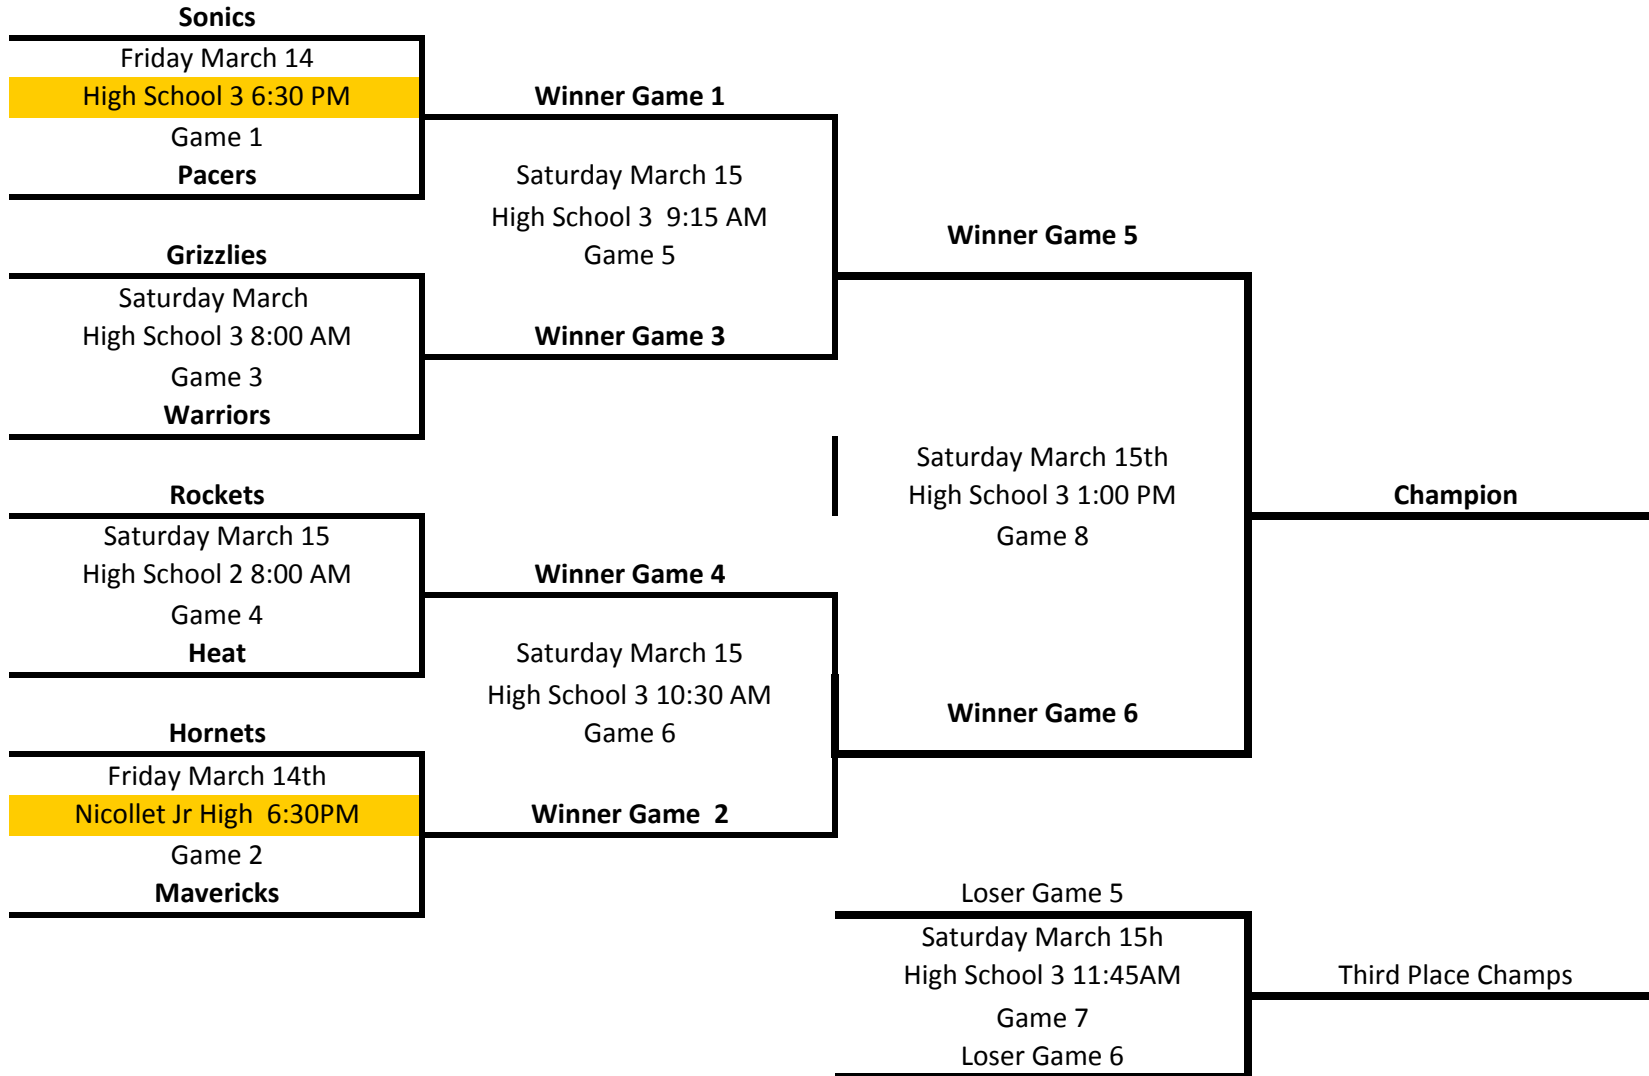 Sonics
Friday March 14
High School 3 6:30 PM
Game 1
Pacers
Grizzlies
Saturday March
High School 3 8:00 AM
Game 3
Warriors
Rockets
Saturday March 15
High School 2 8:00 AM
Game 4
Heat
Hornets
Friday March 14th
Nicollet Jr High  6:30PM
Game 2
Mavericks
Winner Game 1
Saturday March 15
High School 3  9:15 AM
Game 5
Winner Game 3
Winner Game 4
Saturday March 15
High School 3 10:30 AM
Game 6
Winner Game  2
Winner Game 5
Saturday March 15th
High School 3 1:00 PM
Game 8
Winner Game 6
Champion
Loser Game 5
Saturday March 15h
High School 3 11:45AM
Game 7
Loser Game 6
Third Place Champs